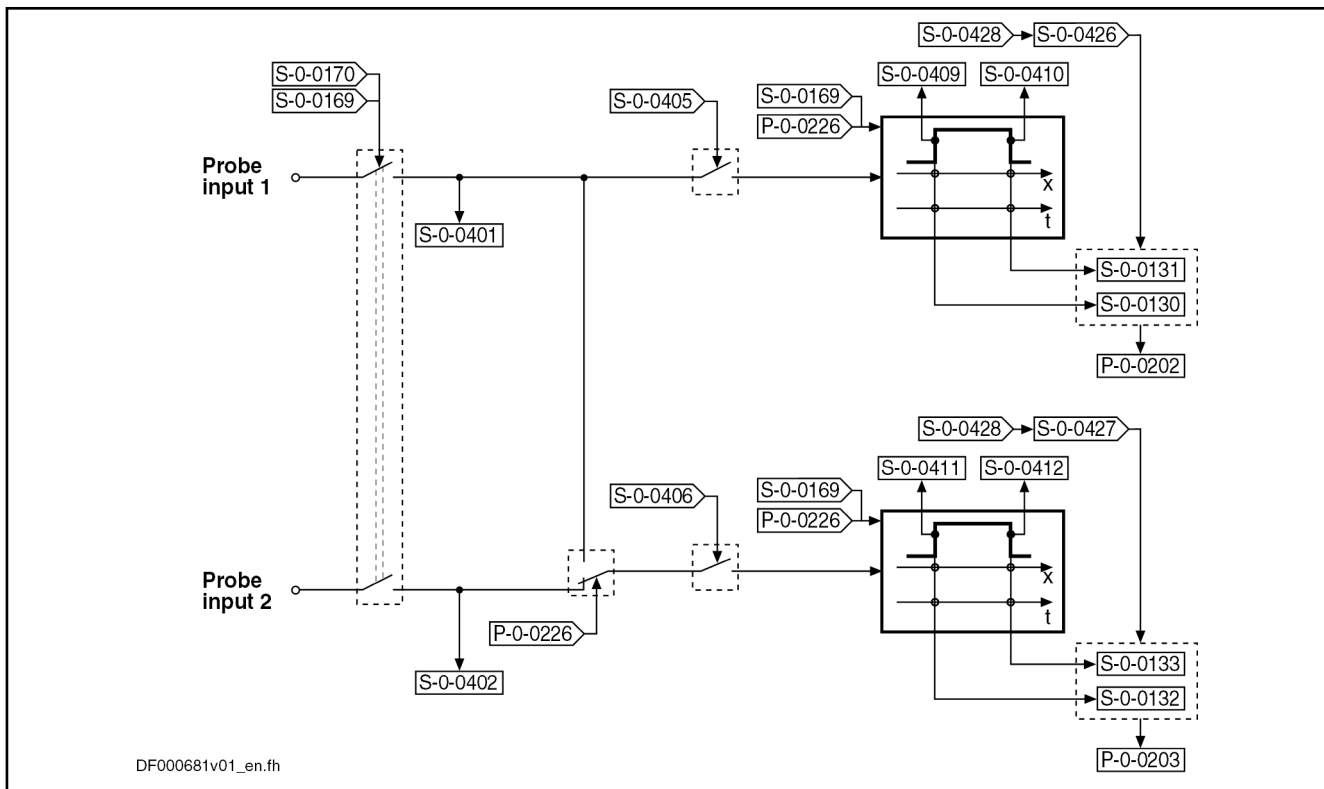 S-0-0428 S-0-0426
S-0-0170
S-0-0169
S-0-0409 S-0-0410
S-0-0405
S-0-0169
P-0-0226
Probe
input 1
x
t
S-0-0401
S-0-0131
S-0-0130
P-0-0202
S-0-0428 S-0-0427
S-0-0411 S-0-0412
S-0-0406
S-0-0169
P-0-0226
Probe
input 2
x
t
P-0-0226
S-0-0402
S-0-0133
S-0-0132
P-0-0203
DF000681v01_en.fh